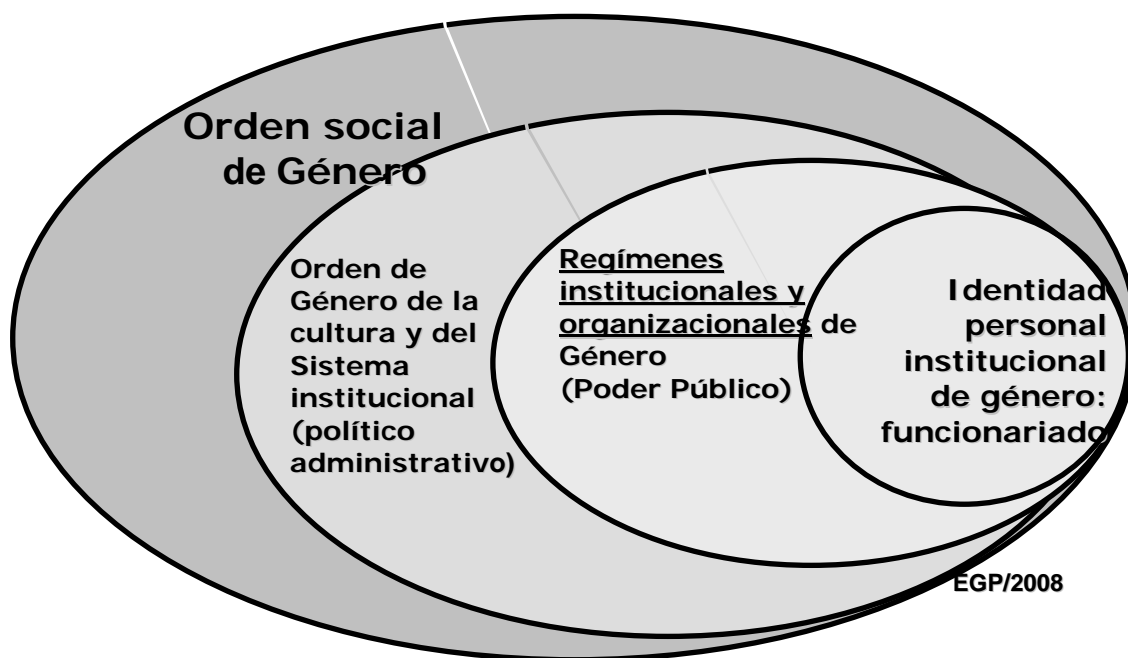 Orden social
de Género
Orden de
Género de la
cultura y del
Sistema
institucional
(político
administrativo)
Regímenes
institucionales y
organizacionales de
Género
(Poder Público)
Identidad
personal
institucional
de género:
funcionariado
EGP/2008